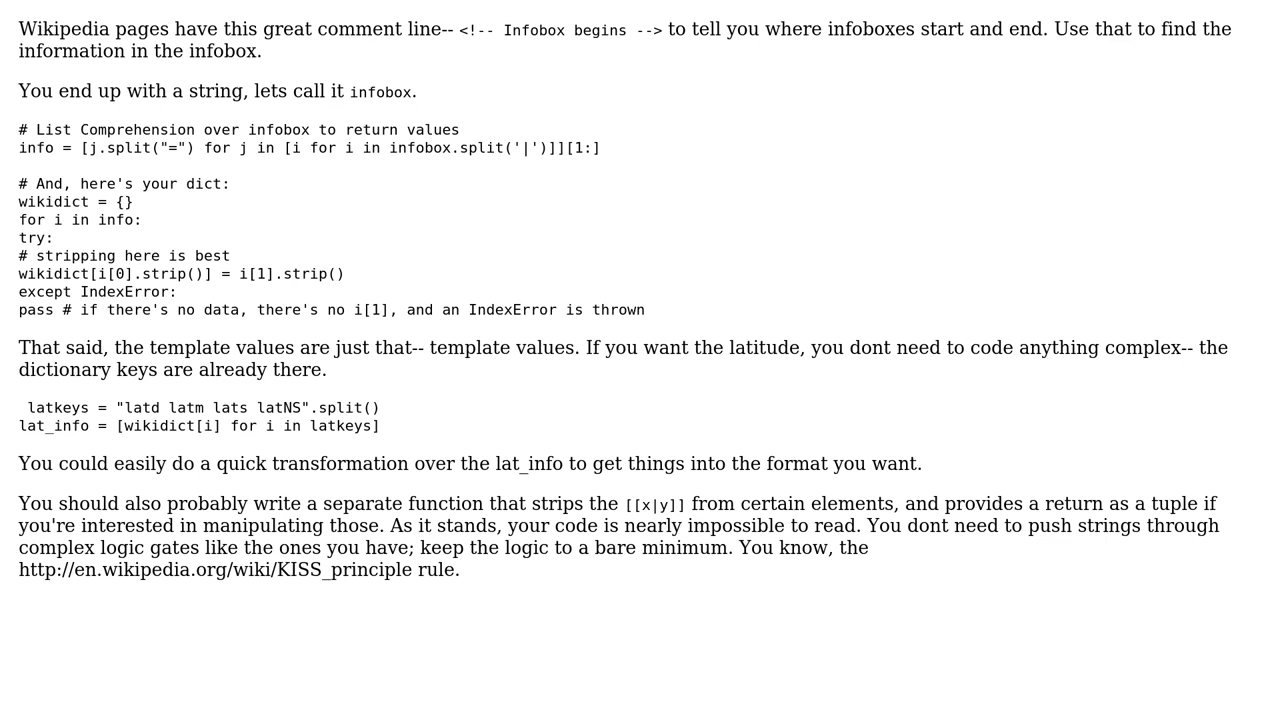 Wikipedia pages have this great comment line-- <!-- Infobox begins --> to tell you where infoboxes start and end. Use that to find the
information in the infobox.
You end up with a string, lets call it infobox.
# List Comprehension over infobox to return values
info = [j.split("=") for j in [i for i in infobox.split('|')]][1:]
# And, here's your dict:
wikidict = {}
for i in info:
try:
# stripping here is best
wikidict[i[0].strip()] = i[1].strip()
except IndexError:
pass # if there's no data, there's no i[1], and an IndexError is thrown
That said, the template values are just that-- template values. If you want the latitude, you dont need to code anything complex-- the
dictionary keys are already there.
latkeys = "latd latm lats latNS".split()
lat_info = [wikidict[i] for i in latkeys]
You could easily do a quick transformation over the lat_info to get things into the format you want.
You should also probably write a separate function that strips the [[x|y]] from certain elements, and provides a return as a tuple if
you're interested in manipulating those. As it stands, your code is nearly impossible to read. You dont need to push strings through
complex logic gates like the ones you have; keep the logic to a bare minimum. You know, the
http://en.wikipedia.org/wiki/KISS_principle rule.